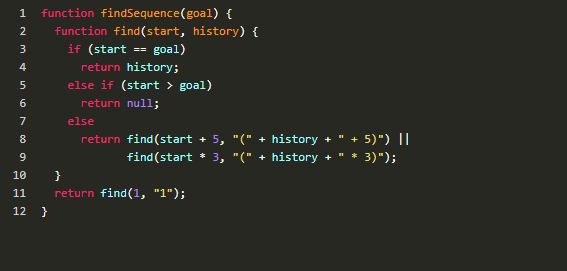 1 function findSequence(goal) {
2   function find(start, history) {
3     if (start == goal)
4       return history;
5     else if (start > goal)
6       return null;
7     else
8       return find(start + 5, "(" + history + " + 5)") ||
9              find(start * 3, "(" + history + " * 3)");
10   }
11   return find(1, "1");
12 }